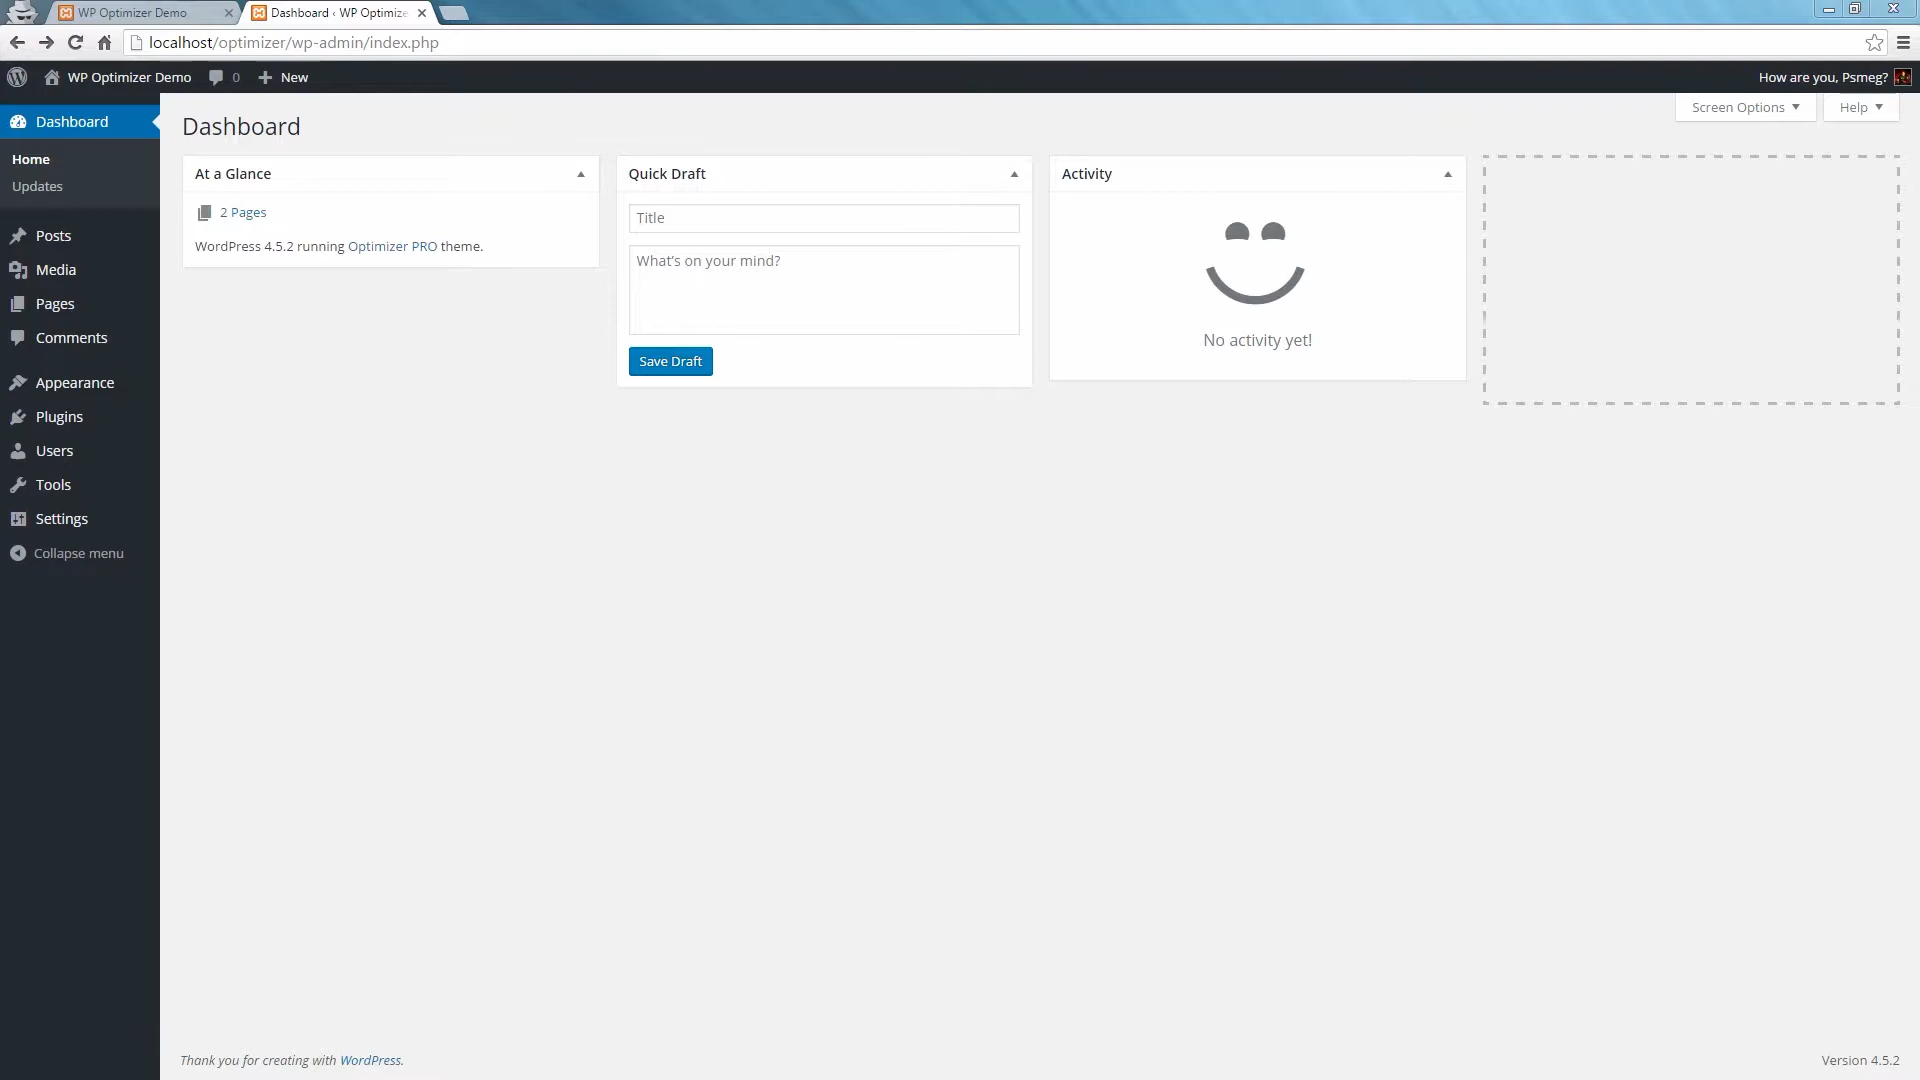 WP Optimizer Demo
Dashboard ‹ WP Optimize
localhost/optimizer/wp-admin/index.php
WP Optimizer Demo 0 New
How are you, Psmeg?
Screen Options Help
Dashboard
Home
Updates
Posts
Media
Pages
Comments
Appearance
Plugins
Users
Tools
Settings
Collapse menu
Dashboard
At a Glance
2 Pages
WordPress 4.5.2 running Optimizer PRO theme.
Quick Draft
Title
What's on your mind?
Save Draft
Activity
No activity yet!
Thank you for creating with WordPress.
Version 4.5.2